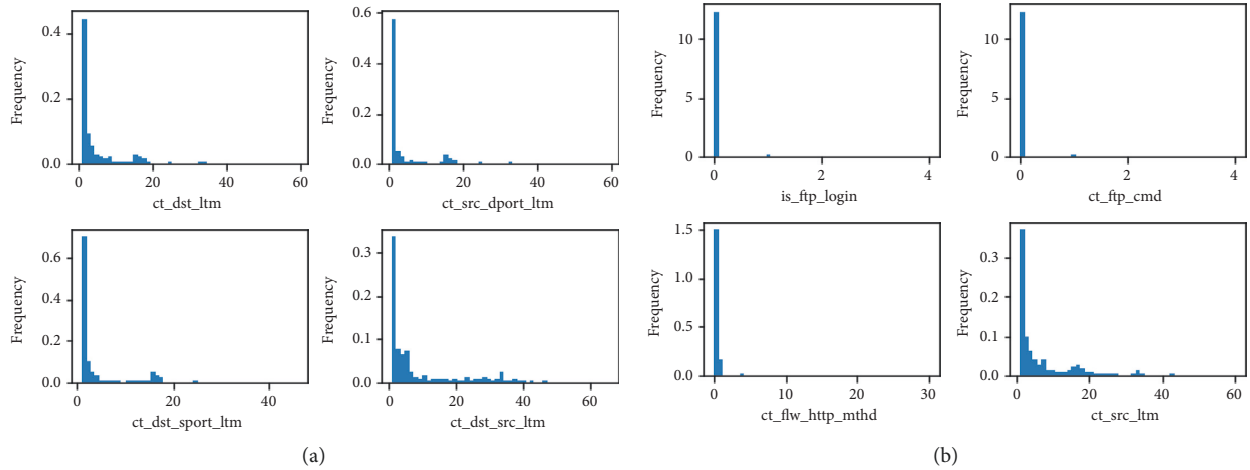 Frequency
0.4
0.2
0.0
0 20 40 60
ct_dst_ltm
Frequency
0.6
0.4
0.2
0.0
0 20 40 60
ct_src_dport_ltm
Frequency
0.6
0.4
0.2
0.0
0 20 40
ct_dst_sport_ltm
Frequency
0.3
0.2
0.1
0.0
0 20 40 60
ct_dst_src_ltm
(a)
Frequency
10
5
0
0 2 4
is_ftp_login
Frequency
10
5
0
0 2 4
ct_ftp_cmd
Frequency
1.5
1.0
0.5
0.0
0 10 20 30
ct_flw_http_mthd
Frequency
0.3
0.2
0.1
0.0
0 20 40 60
ct_src_ltm
(b)